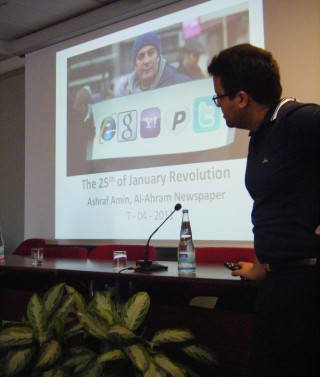 e g Y! P t
The 25th of January Revolution
Ashraf Amin, Al-Ahram Newspaper
7 - 04 - 2011